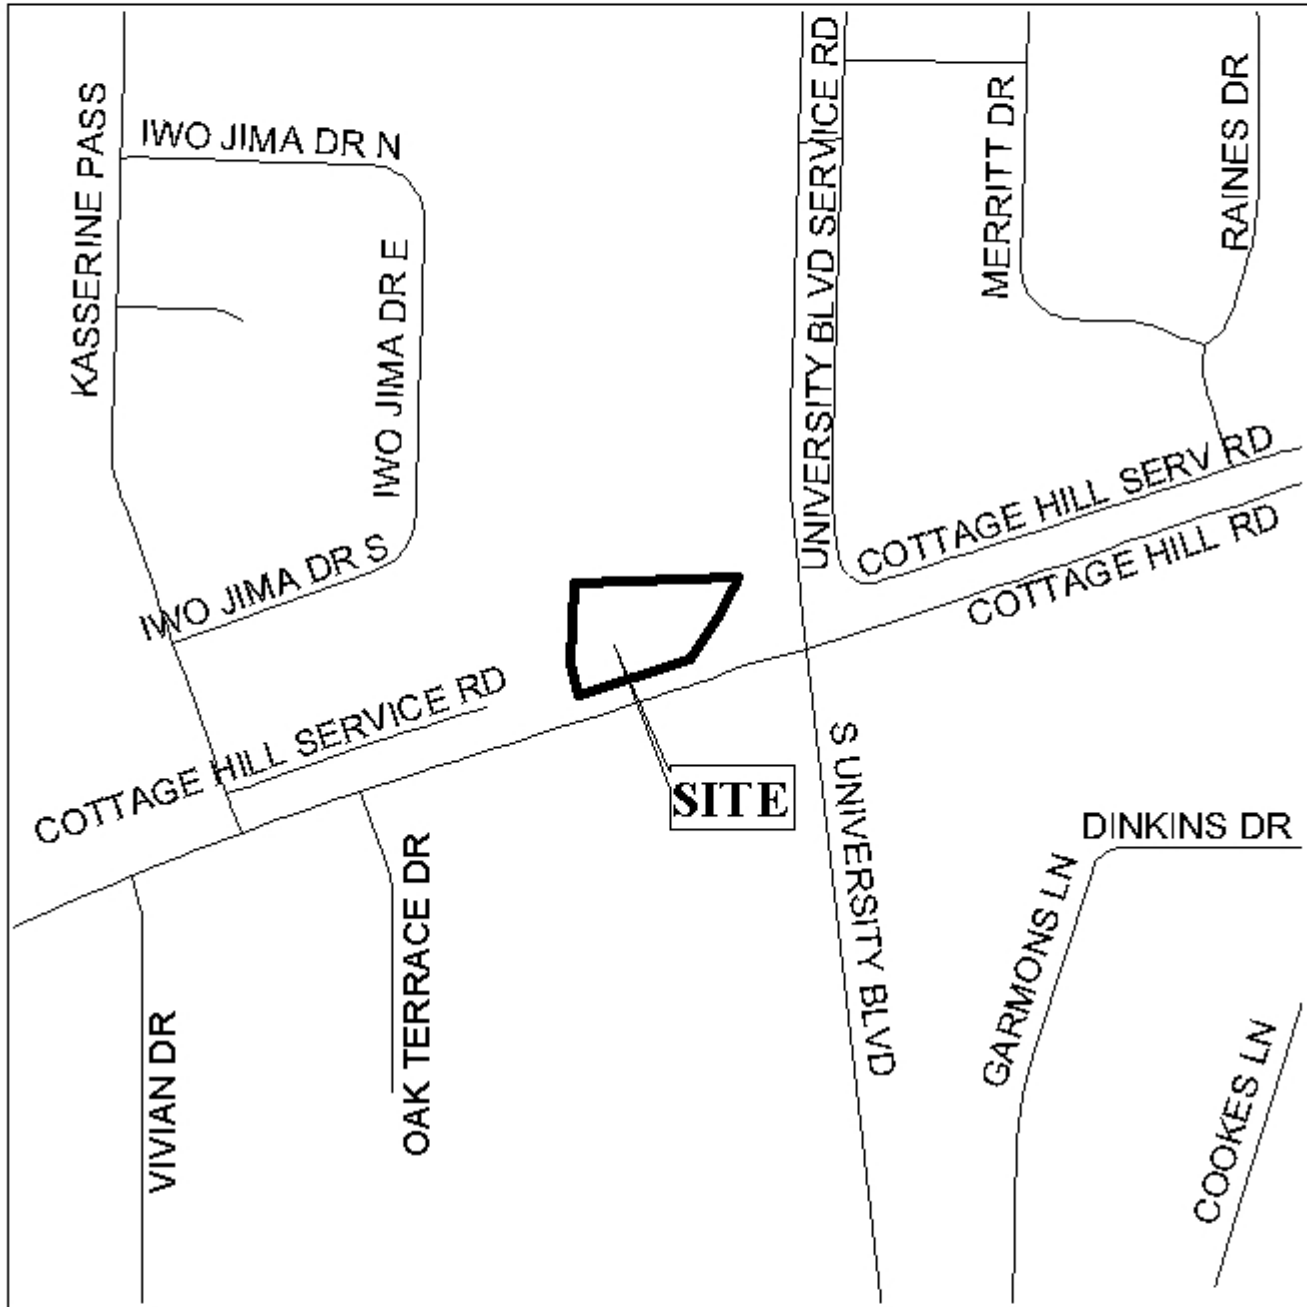 UNIVERSITY BLVD SERVICE RD
KASSERINE PASS
IWO JIMA DR N
MERRITT DR
RAINES DR
IWO JIMA DR E
COTTAGE HILL SERV RD
COTTAGE HILL RD
IWO JIMA DR S
COTTAGE HILL SERVICE RD
SITE
S UNIVERSITY BLVD
DINKINS DR
OAK TERRACE DR
GARMONS LN
VIVIAN DR
COOKES LN